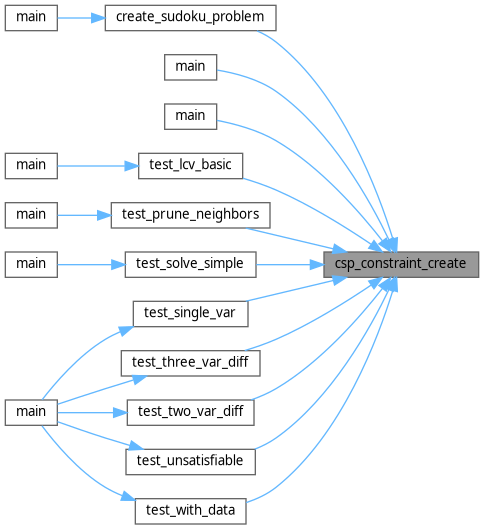 main
create_sudoku_problem
main
main
main
test_lcv_basic
main
test_prune_neighbors
main
test_solve_simple
csp_constraint_create
test_single_var
test_three_var_diff
main
test_two_var_diff
test_unsatisfiable
test_with_data